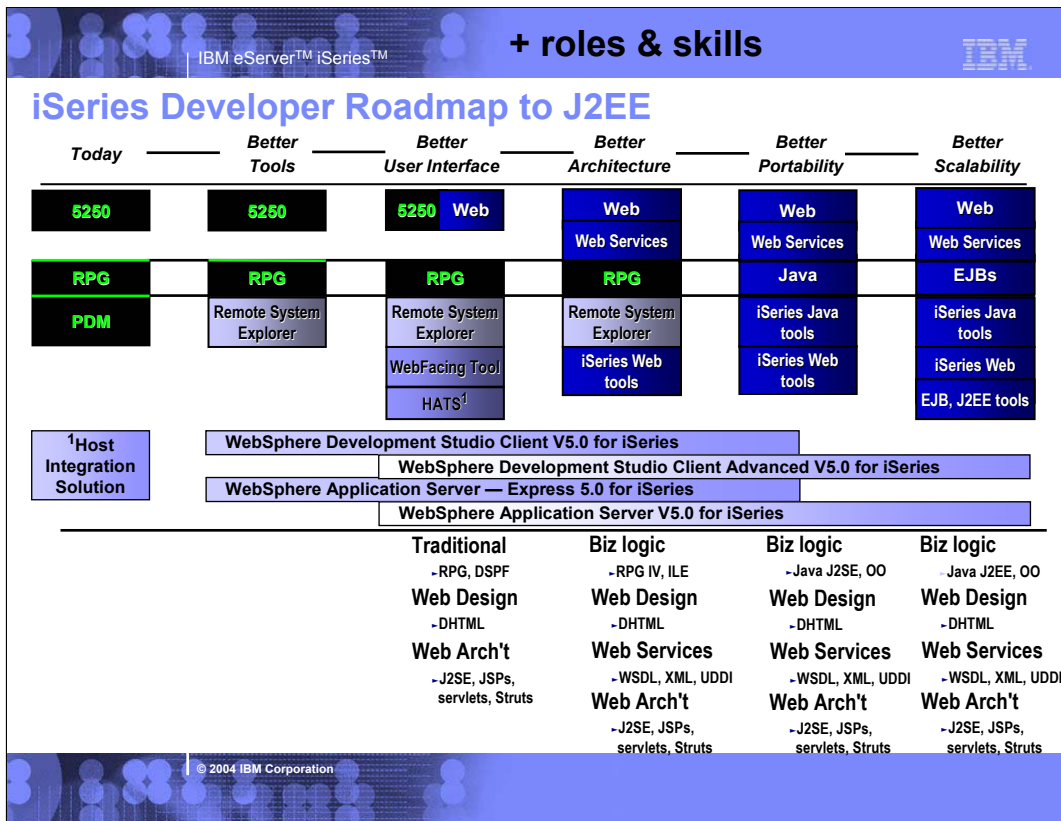 IBM eServer™ iSeries™
+ roles & skills
IBM.
iSeries Developer Roadmap to J2EE
Today
Better
Tools
Better
User Interface
Better
Architecture
Better
Portability
Better
Scalability
5250
5250
5250 Web
Web
Web
Web
Web Services
Web Services
Web Services
RPG
RPG
RPG
RPG
Java
EJBs
PDM
Remote System
Explorer
Remote System
Explorer
Remote System
Explorer
iSeries Java
tools
iSeries Java
tools
WebFacing Tool
iSeries Web
tools
iSeries Web
tools
iSeries Web
HATS¹
EJB, J2EE tools
¹Host
Integration
Solution
WebSphere Development Studio Client V5.0 for iSeries
WebSphere Development Studio Client Advanced V5.0 for iSeries
WebSphere Application Server — Express 5.0 for iSeries
WebSphere Application Server V5.0 for iSeries
Traditional
►RPG, DSPF
Web Design
►DHTML
Web Arch't
►J2SE, JSPs,
servlets, Struts
Biz logic
►RPG IV, ILE
Web Design
►DHTML
Web Services
►WSDL, XML, UDDI
Web Arch't
►J2SE, JSPs,
servlets, Struts
Biz logic
►Java J2SE, OO
Web Design
►DHTML
Web Services
►WSDL, XML, UDDI
Web Arch't
►J2SE, JSPs,
servlets, Struts
Biz logic
►Java J2EE, OO
Web Design
►DHTML
Web Services
►WSDL, XML, UDDI
Web Arch't
►J2SE, JSPs,
servlets, Struts
© 2004 IBM Corporation